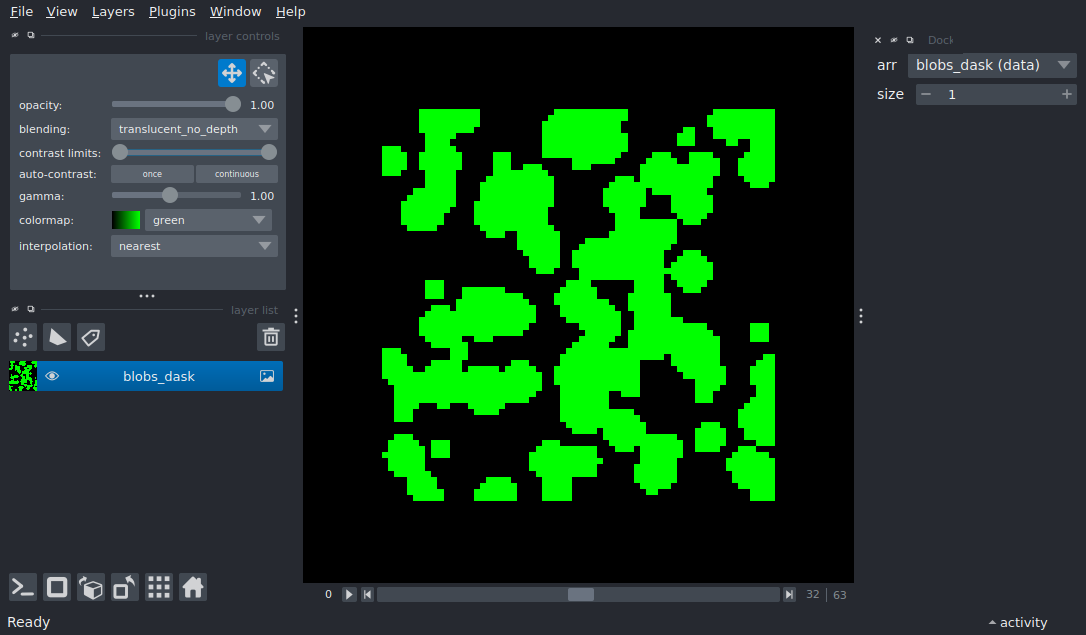 File View Layers Plugins Window Help
layer controls
opacity: 1.00
blending: translucent_no_depth
contrast limits:
auto-contrast: once continuous
gamma: 1.00
colormap: green
interpolation: nearest
layer list
blobs_dask
Dock
arr blobs_dask (data)
size 1
0 32 63
Ready activity